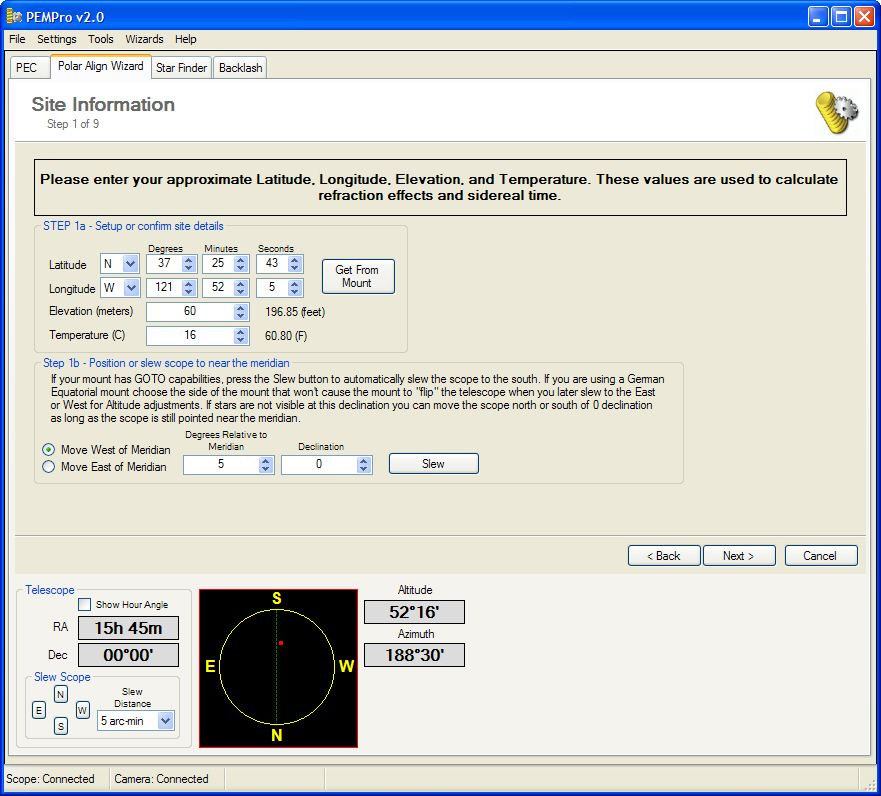 PEMPro v2.0
File Settings Tools Wizards Help
PEC Polar Align Wizard Star Finder Backlash
Site Information
Step 1 of 9
Please enter your approximate Latitude, Longitude, Elevation, and Temperature. These values are used to calculate
refraction effects and sidereal time.
STEP 1a - Setup or confirm site details
Degrees Minutes Seconds
Latitude N 37 25 43
Get From
Mount
Longitude W 121 52 5
Elevation (meters) 60 196.85 (feet)
Temperature (C) 16 60.80 (F)
Step 1b - Position or slew scope to near the meridian
If your mount has GOTO capabilities, press the Slew button to automatically slew the scope to the south. If you are using a German
Equatorial mount choose the side of the mount that won't cause the mount to "flip" the telescope when you later slew to the East
or West for Altitude adjustments. If stars are not visible at this declination you can move the scope north or south of 0 declination
as long as the scope is still pointed near the meridian.
Degrees Relative to
Meridian Declination
Move West of Meridian
Move East of Meridian
5 0 Slew
< Back Next > Cancel
Telescope
Show Hour Angle
RA 15h 45m
Dec 00°00'
Slew Scope
N
E W
S
Slew
Distance
5 arc-min
S
E W
N
Altitude
52°16'
Azimuth
188°30'
Scope: Connected Camera: Connected